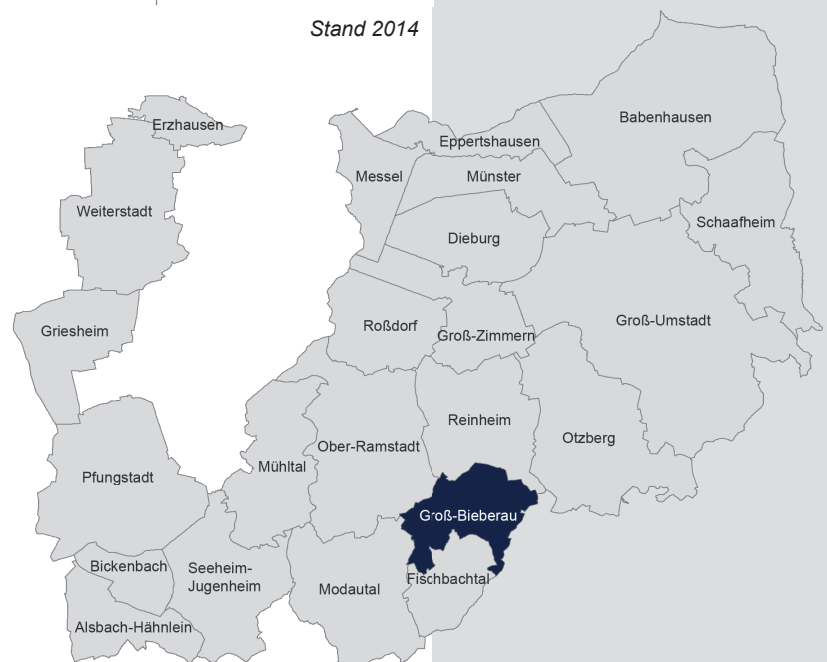 Stand 2014
Babenhausen
Erzhausen
Eppertshausen
Messel
Münster
Weiterstadt
Schaafheim
Dieburg
Groß-Umstadt
Roßdorf
Griesheim
Groß-Zimmern
Reinheim
Otzberg
Ober-Ramstadt
Mühltal
Pfungstadt
Groß-Bieberau
Bickenbach
Seeheim-
Jugenheim
Fischbachtal
Modautal
Alsbach-Hähnlein